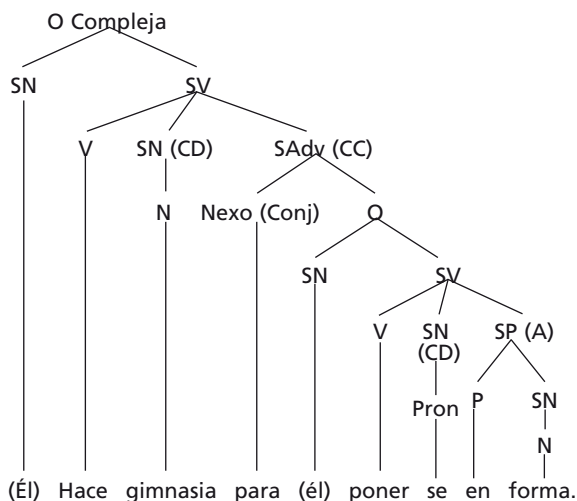 O Compleja
SN SV
V SN (CD) SAdv (CC)
N Nexo (Conj) O
SN SV
V SN (CD) SP (A)
Pron P SN
N
(Él) Hace gimnasia para (él) poner se en forma.